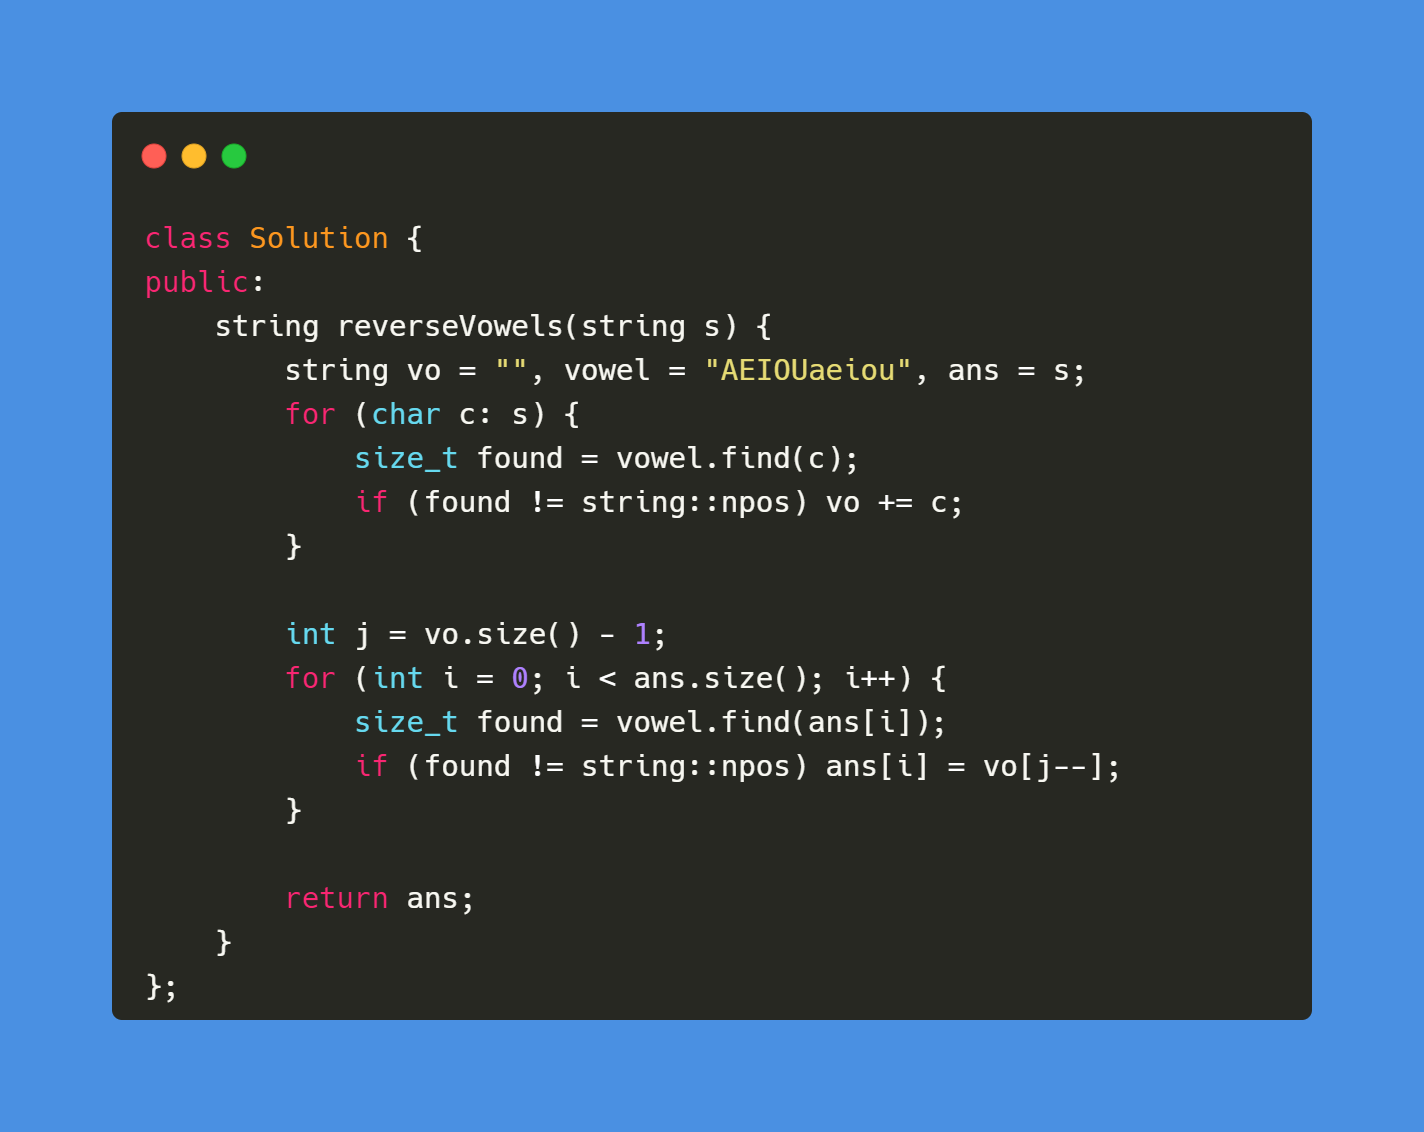 class Solution {
public:
    string reverseVowels(string s) {
        string vo = "", vowel = "AEIOUaeiou", ans = s;
        for (char c: s) {
            size_t found = vowel.find(c);
            if (found != string::npos) vo += c;
        }

        int j = vo.size() - 1;
        for (int i = 0; i < ans.size(); i++) {
            size_t found = vowel.find(ans[i]);
            if (found != string::npos) ans[i] = vo[j--];
        }

        return ans;
    }
};